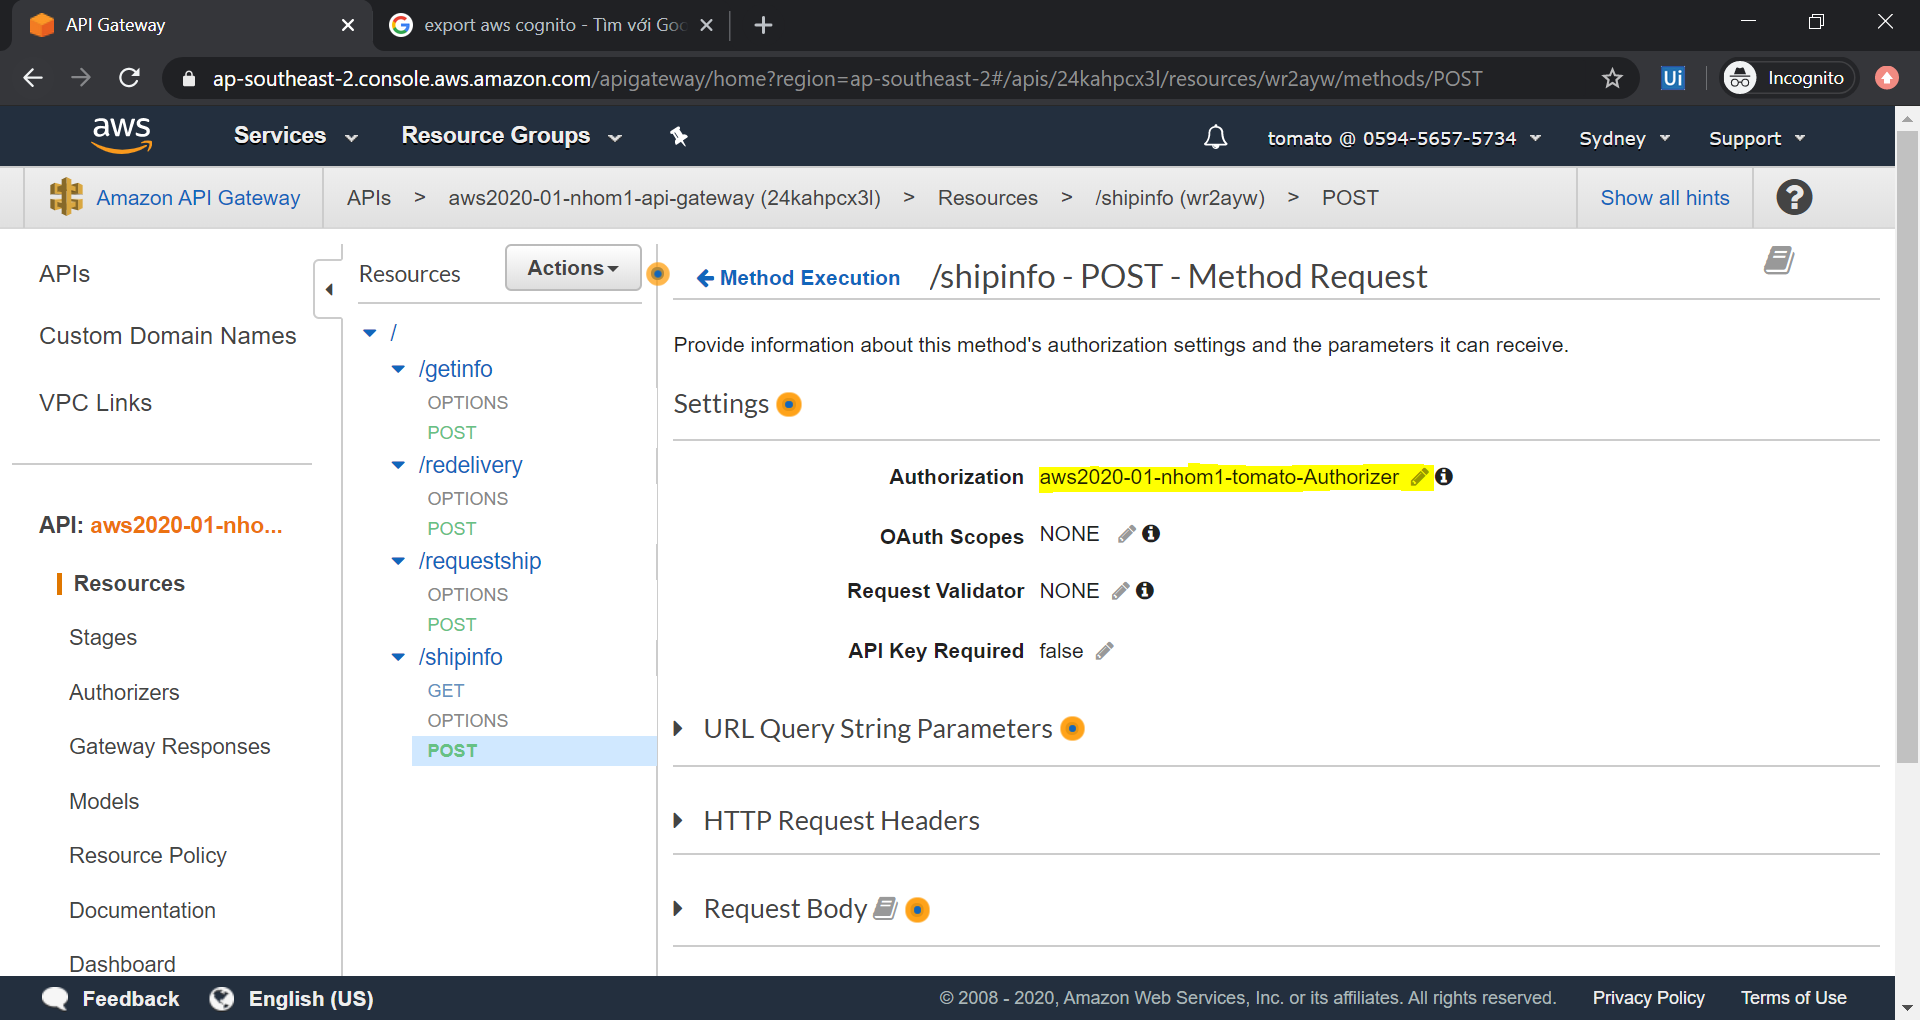 API Gateway
export aws cognito - Tìm với Goo
ap-southeast-2.console.aws.amazon.com/apigateway/home?region=ap-southeast-2#/apis/24kahpcx3l/resources/wr2ayw/methods/POST
Ui
Incognito
aws
Services
Resource Groups
tomato @ 0594-5657-5734
Sydney
Support
Amazon API Gateway
APIs > aws2020-01-nhom1-api-gateway (24kahpcx3l) > Resources > /shipinfo (wr2ayw) > POST
Show all hints
APIs
Custom Domain Names
VPC Links
API: aws2020-01-nho...
Resources
Stages
Authorizers
Gateway Responses
Models
Resource Policy
Documentation
Dashboard
Resources
Actions
/
/getinfo
OPTIONS
POST
/redelivery
OPTIONS
POST
/requestship
OPTIONS
POST
/shipinfo
GET
OPTIONS
POST
Method Execution
/shipinfo - POST - Method Request
Provide information about this method's authorization settings and the parameters it can receive.
Settings
Authorization aws2020-01-nhom1-tomato-Authorizer
OAuth Scopes NONE
Request Validator NONE
API Key Required false
URL Query String Parameters
HTTP Request Headers
Request Body
Feedback
English (US)
© 2008 - 2020, Amazon Web Services, Inc. or its affiliates. All rights reserved.
Privacy Policy
Terms of Use